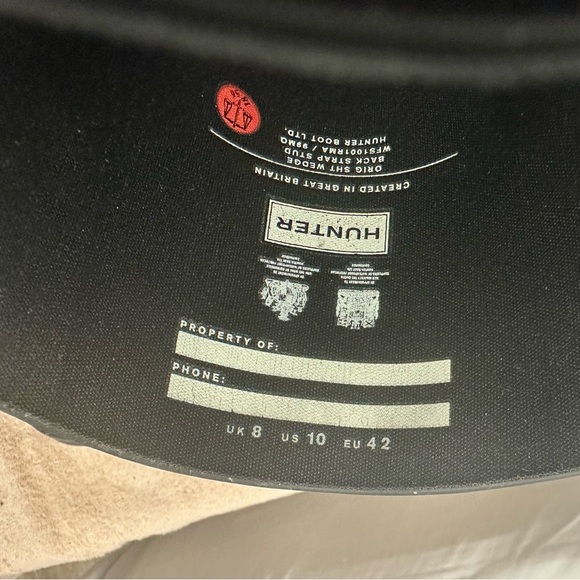 HUNTER BOOT LTD.
WFS1001RMA / 99MQ
BACK STRAP STUD
ORIG SHT WEDGE
CREATED IN GREAT BRITAIN
HUNTER
PROPERTY OF:
PHONE:
UK 8 US 10 EU 42